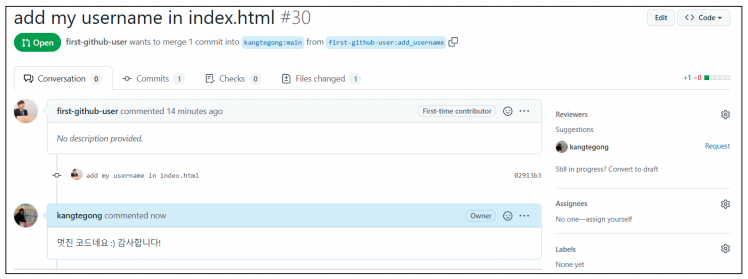 add my username in index.html #30
Edit
<> Code
Open
first-github-user wants to merge 1 commit into kangtegong:main from first-github-user:add_username
Conversation 0
Commits 1
Checks 0
Files changed 1
+1 −0
first-github-user commented 14 minutes ago
First-time contributor
No description provided.
add my username in index.html
02913b3
kangtegong commented now
Owner
멋진 코드네요 :) 감사합니다!
Reviewers
Suggestions
kangtegong
Request
Still in progress? Convert to draft
Assignees
No one—assign yourself
Labels
None yet